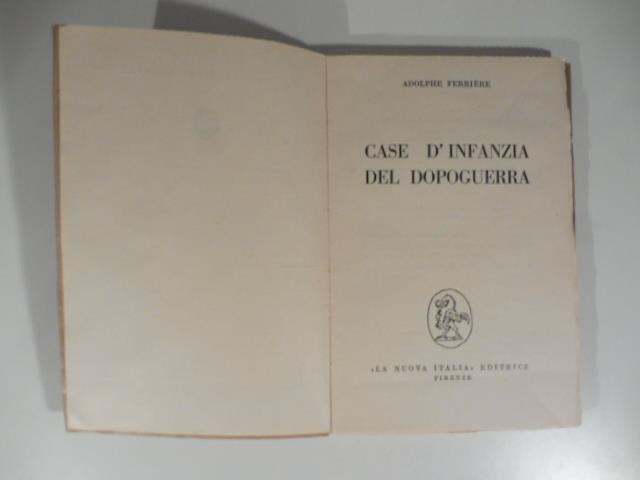 ADOLPHE FERRIÈRE
CASE D'INFANZIA
DEL DOPOGUERRA
«LA NUOVA ITALIA» EDITRICE
FIRENZE